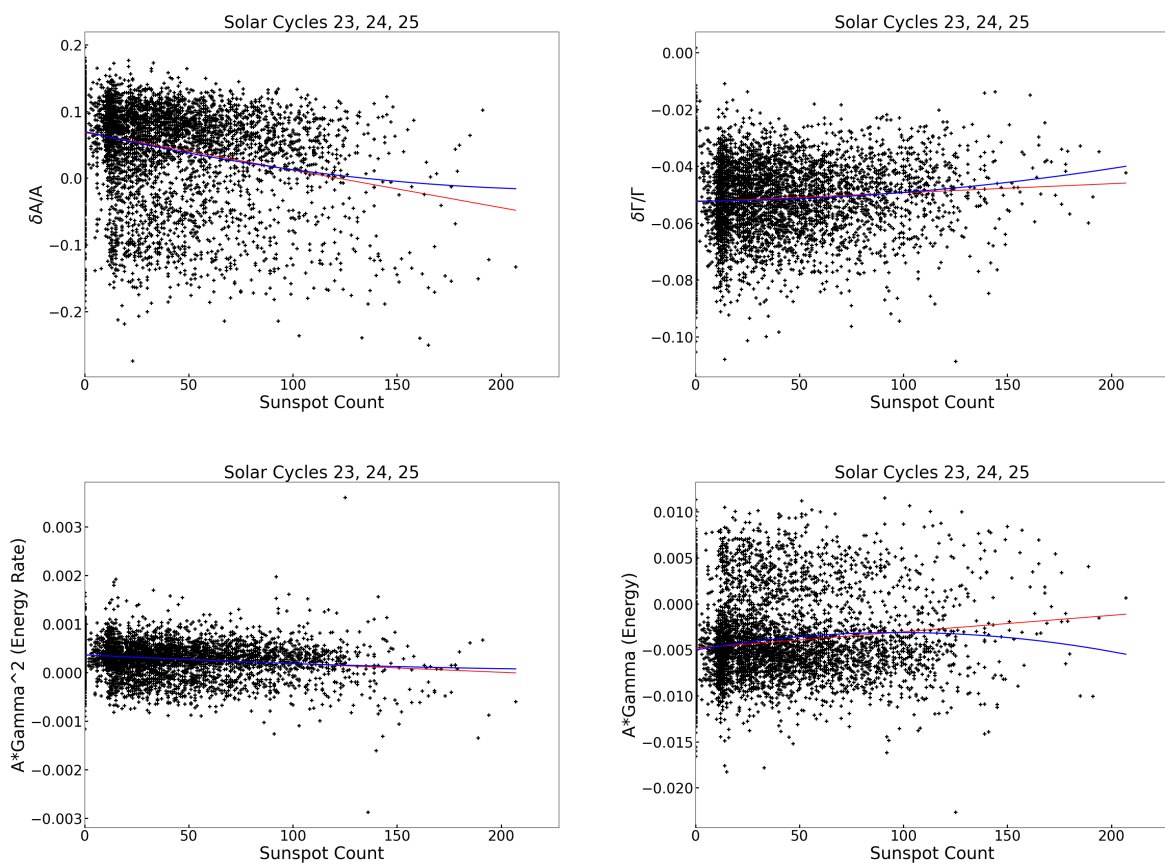 Solar Cycles 23, 24, 25
0.2
0.1
0.0
−0.1
−0.2
δA/A
0 50 100 150 200
Sunspot Count
Solar Cycles 23, 24, 25
0.00
−0.02
−0.04
−0.06
−0.08
−0.10
δΓ/Γ
0 50 100 150 200
Sunspot Count
Solar Cycles 23, 24, 25
0.003
0.002
0.001
0.000
−0.001
−0.002
−0.003
A*Gamma^2 (Energy Rate)
0 50 100 150 200
Sunspot Count
Solar Cycles 23, 24, 25
0.010
0.005
0.000
−0.005
−0.010
−0.015
−0.020
A*Gamma (Energy)
0 50 100 150 200
Sunspot Count